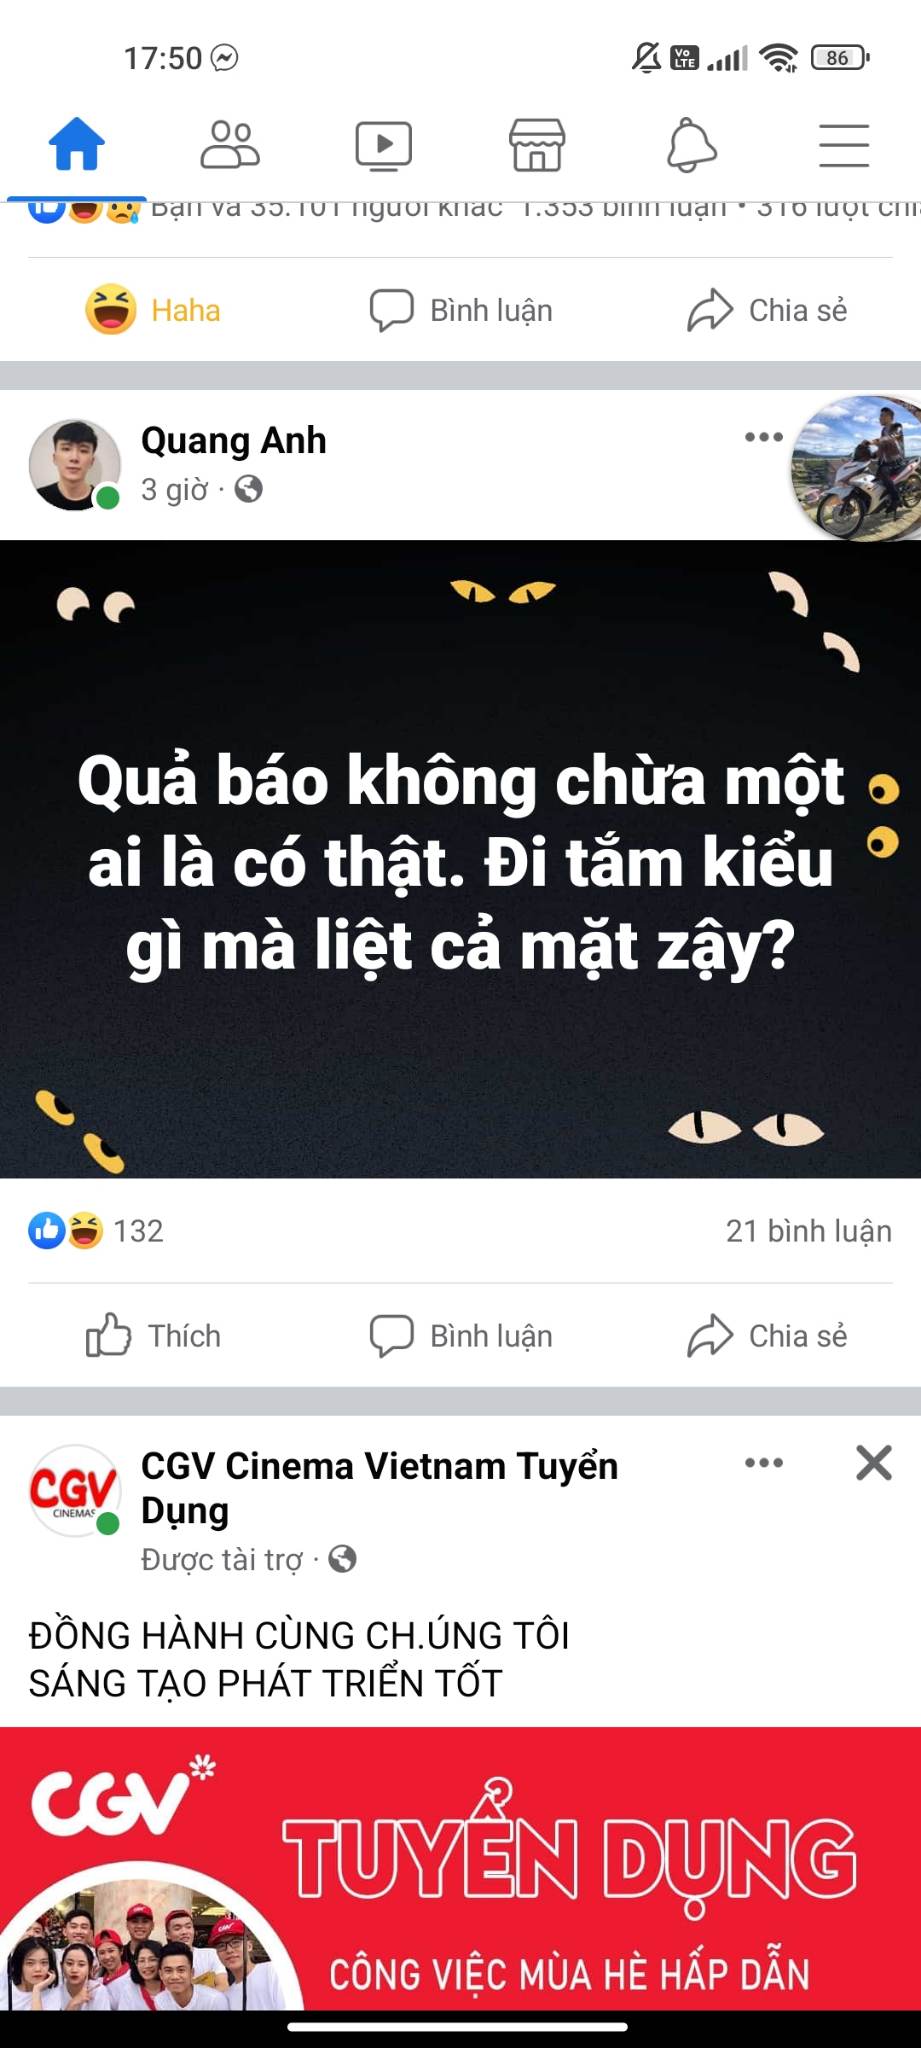 17:50
Vo LTE
86
Bạn và 35.101 người khác 1.353 bình luận • 316 lượt chi
Haha
Bình luận
Chia sẻ
Quang Anh
3 giờ ·
Quả báo không chừa một
ai là có thật. Đi tắm kiểu
gì mà liệt cả mặt zậy?
132
21 bình luận
Thích
Bình luận
Chia sẻ
CGV Cinema Vietnam Tuyển
Dụng
CGV
CINEMAS
Được tài trợ ·
ĐỒNG HÀNH CÙNG CH.ÚNG TÔI
SÁNG TẠO PHÁT TRIỂN TỐT
CGV
TUYỂN DỤNG
CÔNG VIỆC MÙA HÈ HẤP DẪN